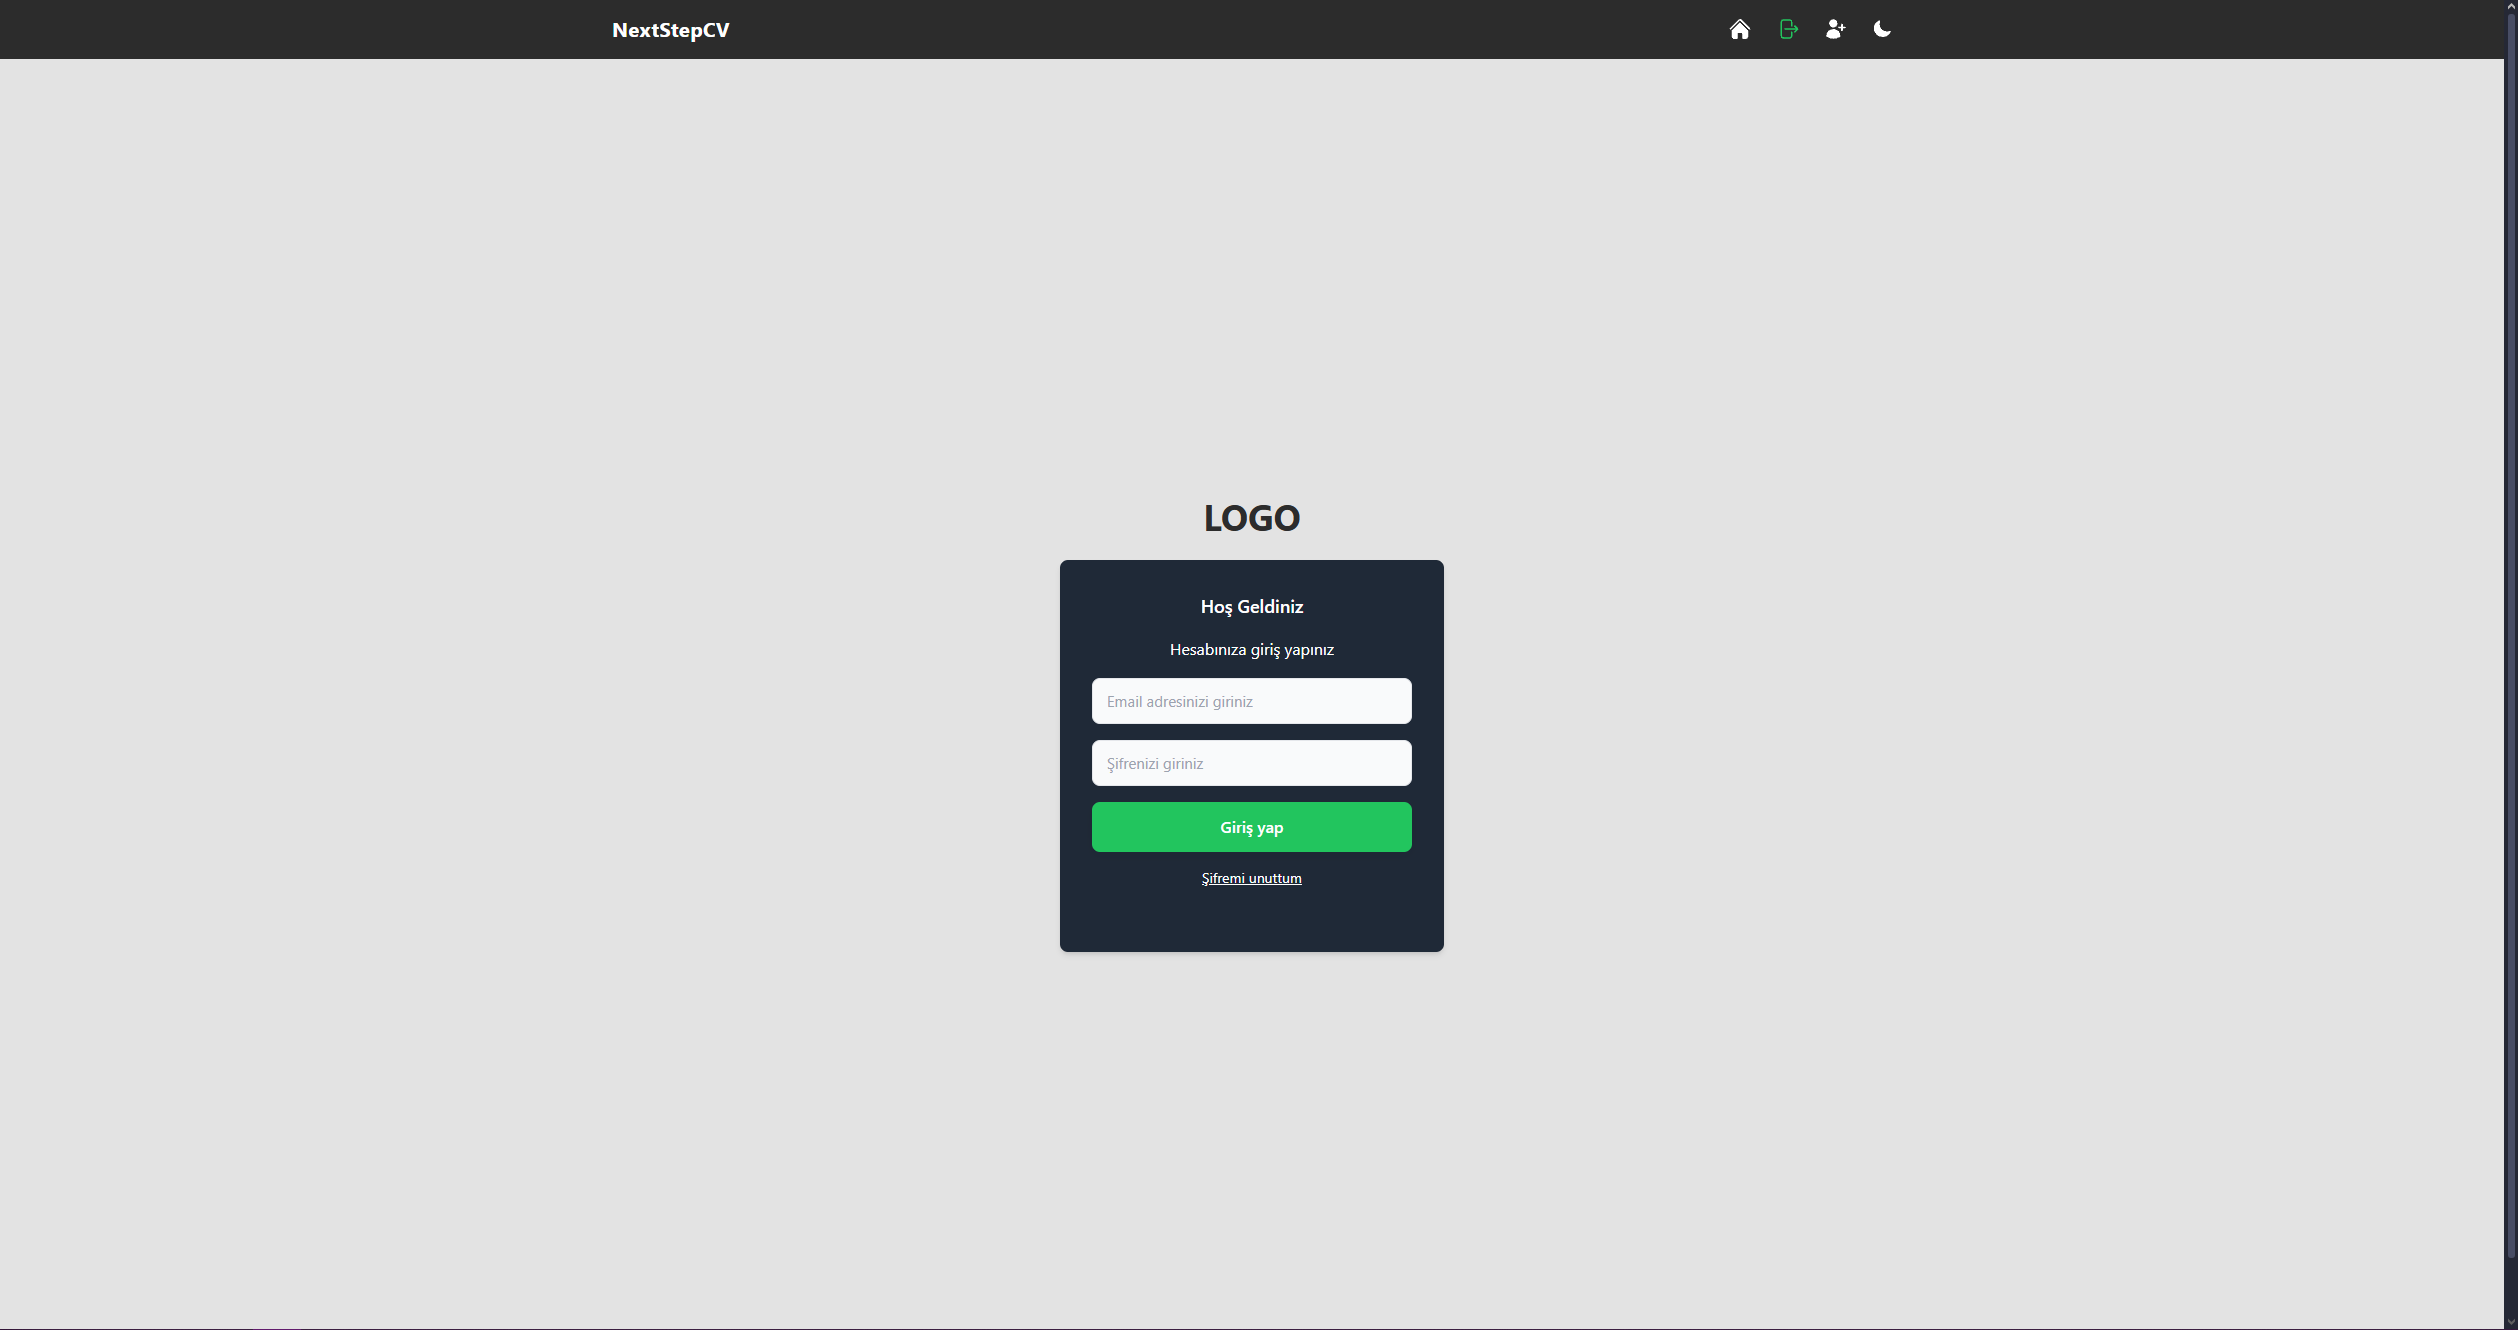 NextStepCV
LOGO
Hoş Geldiniz
Hesabınıza giriş yapınız
Email adresinizi giriniz
Şifrenizi giriniz
Giriş yap
Şifremi unuttum